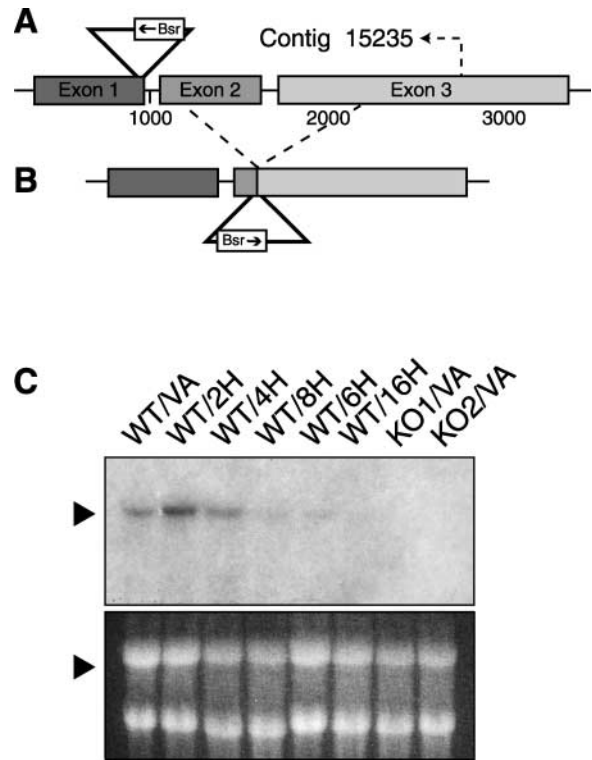 A
←Bsr
Contig 15235
Exon 1 Exon 2 Exon 3
1000 2000 3000
B
Bsr→
C
WT/VA WT/2H WT/4H WT/8H WT/6H WT/16H KO1/VA KO2/VA